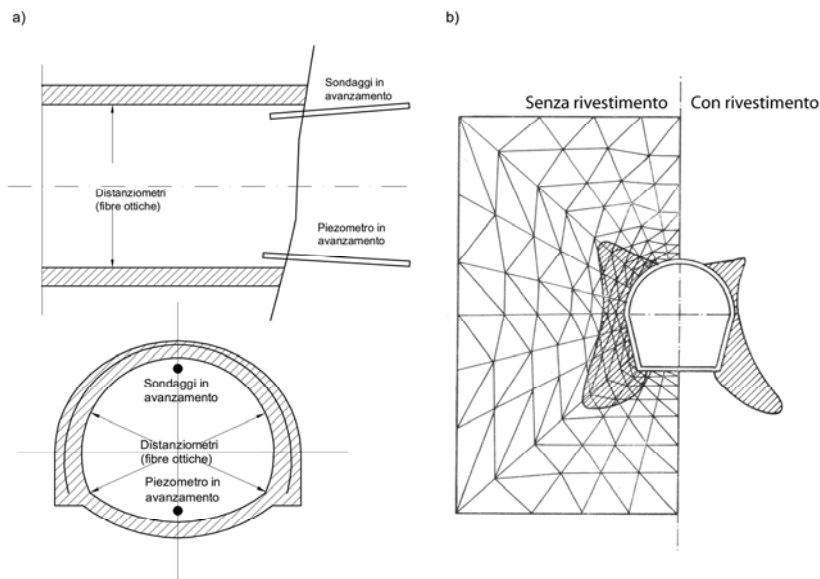 a)
Sondaggi in
avanzamento
Distanziometri
(fibre ottiche)
Piezometro in
avanzamento
Sondaggi in
avanzamento
Distanziometri
(fibre ottiche)
Piezometro in
avanzamento
b)
Senza rivestimento
Con rivestimento